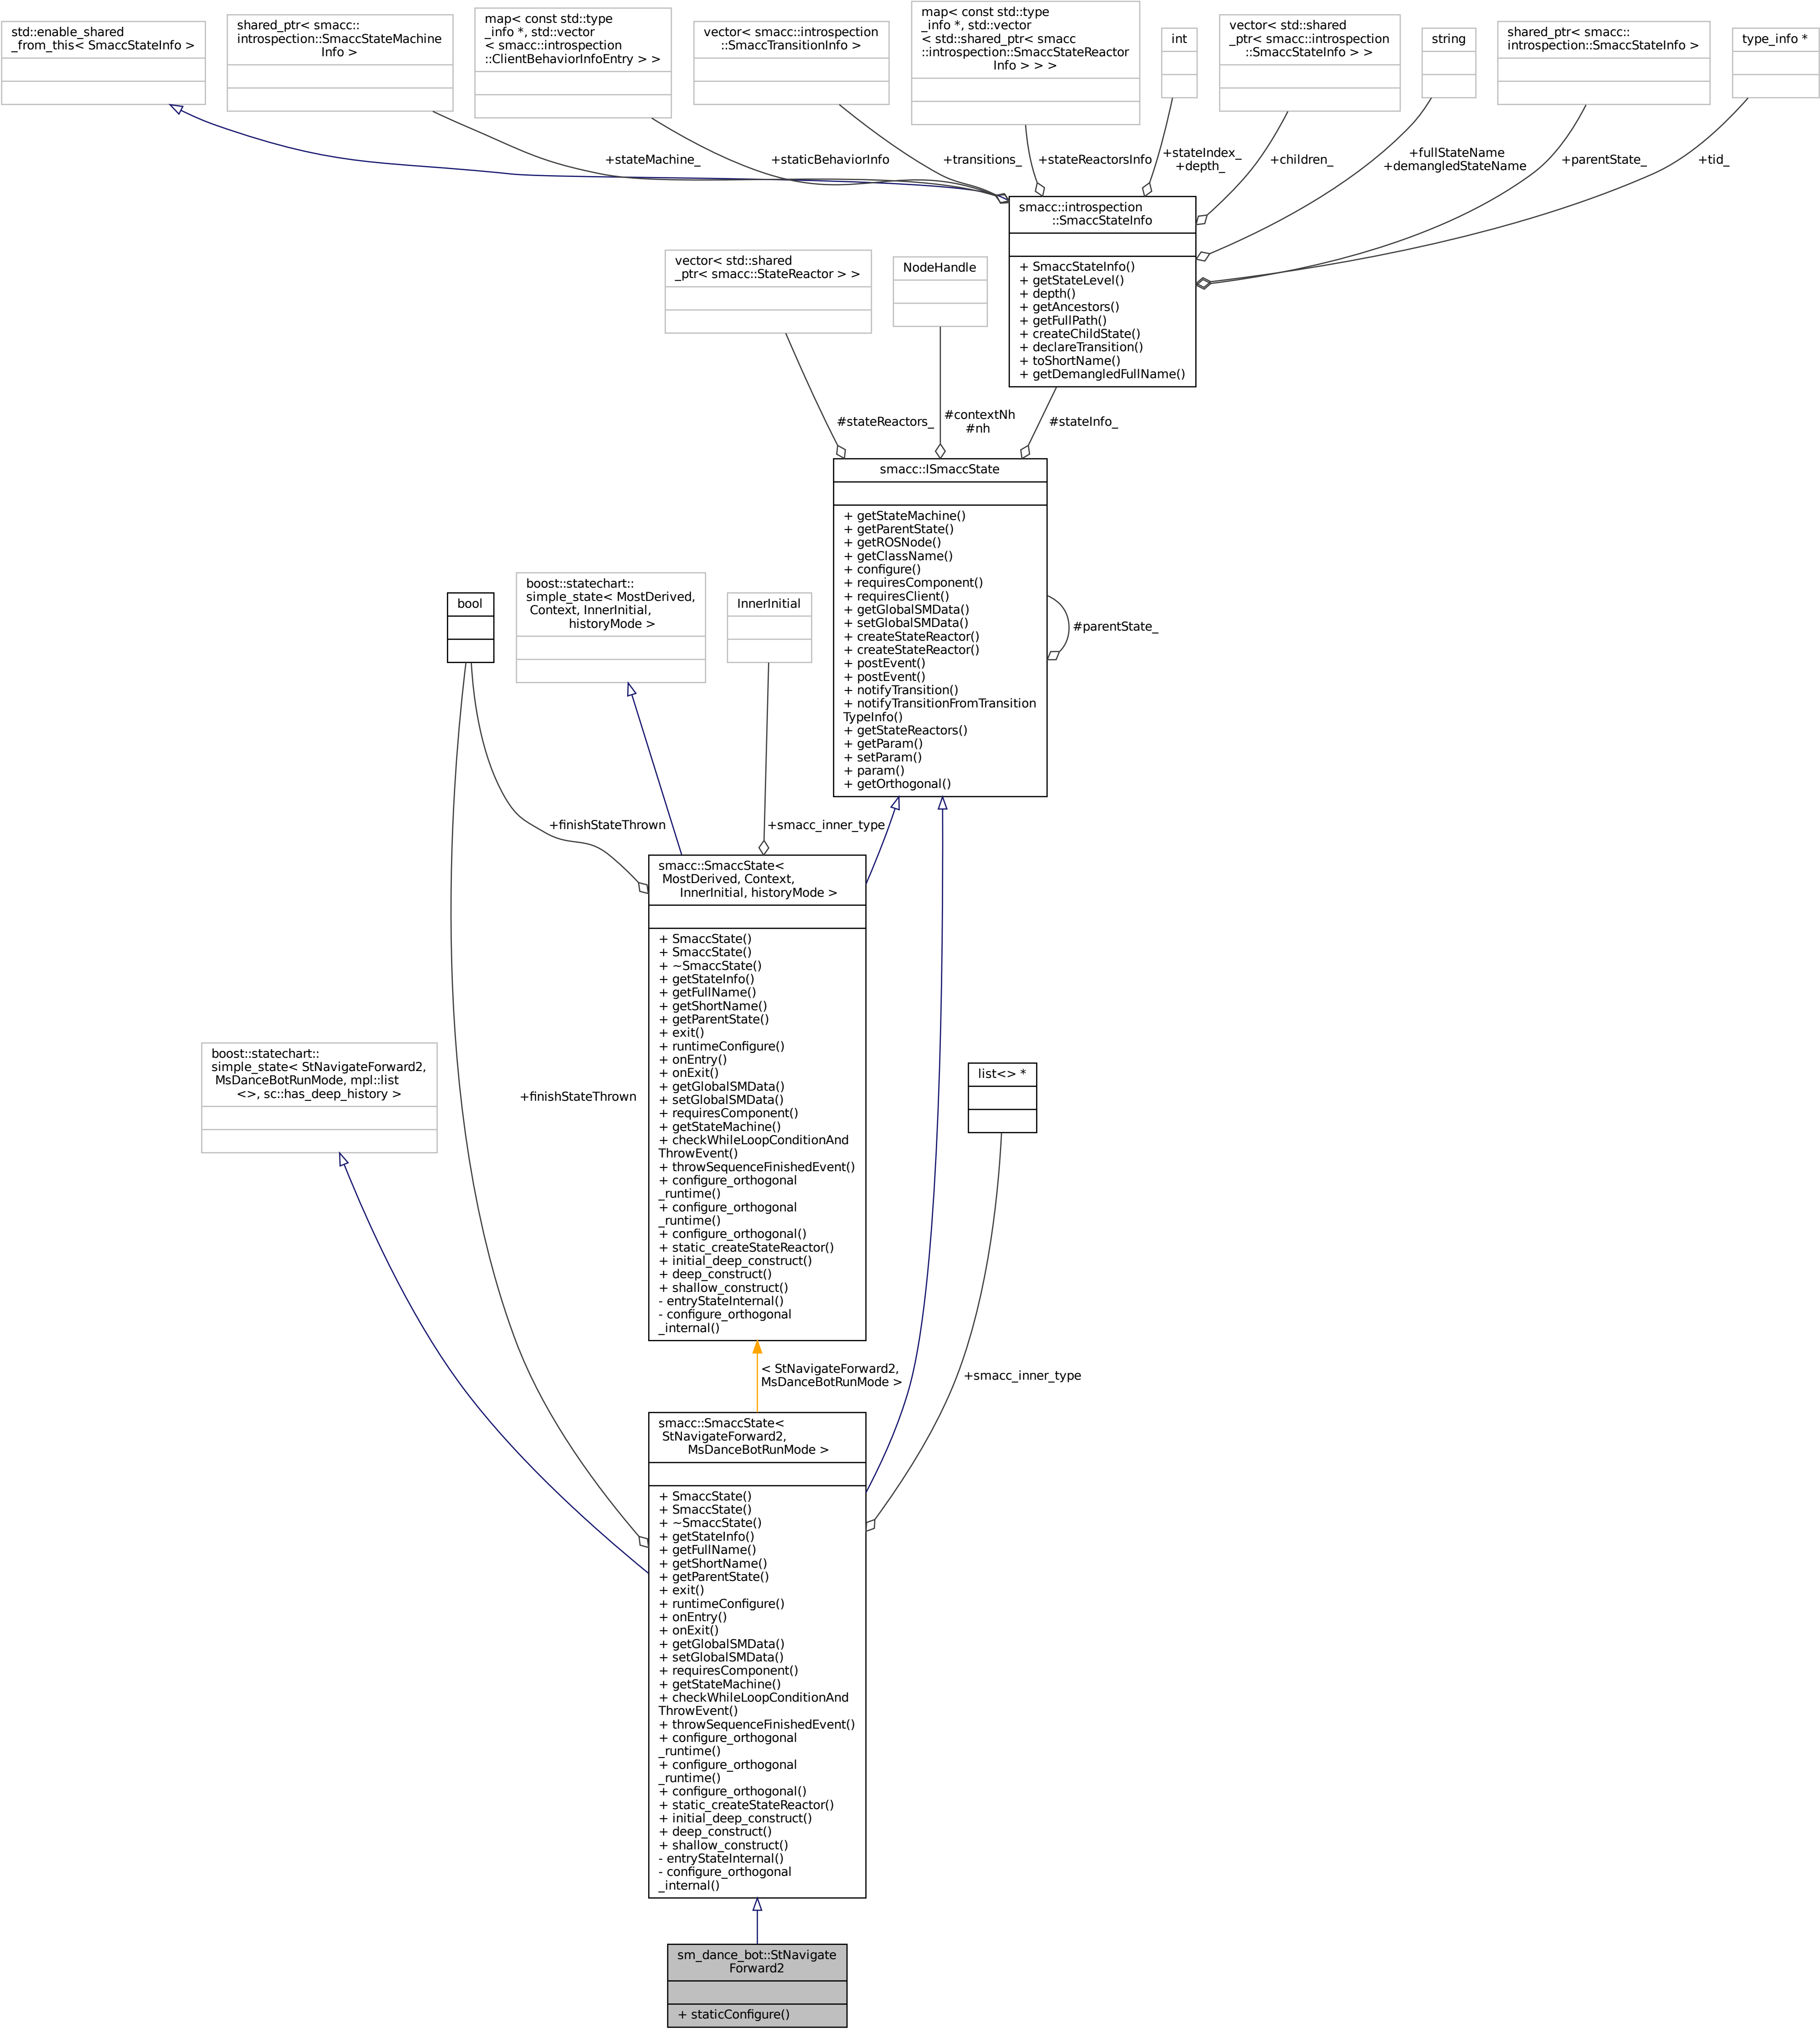 std::enable_shared
_from_this< SmaccStateInfo >
shared_ptr< smacc::
introspection::SmaccStateMachine
Info >
map< const std::type
_info *, std::vector
< smacc::introspection
::ClientBehaviorInfoEntry > >
vector< smacc::introspection
::SmaccTransitionInfo >
map< const std::type
_info *, std::vector
< std::shared_ptr< smacc
::introspection::SmaccStateReactor
Info > > >
int
vector< std::shared
_ptr< smacc::introspection
::SmaccStateInfo > >
string
shared_ptr< smacc::
introspection::SmaccStateInfo >
type_info *
+stateMachine_
+staticBehaviorInfo
+transitions_
+stateReactorsInfo
+stateIndex_
+depth_
+children_
+fullStateName
+demangledStateName
+parentState_
+tid_
smacc::introspection
::SmaccStateInfo
+ SmaccStateInfo()
+ getStateLevel()
+ depth()
+ getAncestors()
+ getFullPath()
+ createChildState()
+ declareTransition()
+ toShortName()
+ getDemangledFullName()
vector< std::shared
_ptr< smacc::StateReactor > >
NodeHandle
#stateReactors_
#contextNh
#nh
#stateInfo_
smacc::ISmaccState
+ getStateMachine()
+ getParentState()
+ getROSNode()
+ getClassName()
+ configure()
+ requiresComponent()
+ requiresClient()
+ getGlobalSMData()
+ setGlobalSMData()
+ createStateReactor()
+ createStateReactor()
+ postEvent()
+ postEvent()
+ notifyTransition()
+ notifyTransitionFromTransition
TypeInfo()
+ getStateReactors()
+ getParam()
+ setParam()
+ param()
+ getOrthogonal()
#parentState_
bool
boost::statechart::
simple_state< MostDerived,
Context, InnerInitial,
historyMode >
InnerInitial
+finishStateThrown
+smacc_inner_type
smacc::SmaccState<
MostDerived, Context,
InnerInitial, historyMode >
+ SmaccState()
+ SmaccState()
+ ~SmaccState()
+ getStateInfo()
+ getFullName()
+ getShortName()
+ getParentState()
+ exit()
+ runtimeConfigure()
+ onEntry()
+ onExit()
+ getGlobalSMData()
+ setGlobalSMData()
+ requiresComponent()
+ getStateMachine()
+ checkWhileLoopConditionAnd
ThrowEvent()
+ throwSequenceFinishedEvent()
+ configure_orthogonal
_runtime()
+ configure_orthogonal
_runtime()
+ configure_orthogonal()
+ static_createStateReactor()
+ initial_deep_construct()
+ deep_construct()
+ shallow_construct()
- entryStateInternal()
- configure_orthogonal
_internal()
boost::statechart::
simple_state< StNavigateForward2,
MsDanceBotRunMode, mpl::list
<>, sc::has_deep_history >
+finishStateThrown
list<> *
< StNavigateForward2,
MsDanceBotRunMode >
+smacc_inner_type
smacc::SmaccState<
StNavigateForward2,
MsDanceBotRunMode >
+ SmaccState()
+ SmaccState()
+ ~SmaccState()
+ getStateInfo()
+ getFullName()
+ getShortName()
+ getParentState()
+ exit()
+ runtimeConfigure()
+ onEntry()
+ onExit()
+ getGlobalSMData()
+ setGlobalSMData()
+ requiresComponent()
+ getStateMachine()
+ checkWhileLoopConditionAnd
ThrowEvent()
+ throwSequenceFinishedEvent()
+ configure_orthogonal
_runtime()
+ configure_orthogonal
_runtime()
+ configure_orthogonal()
+ static_createStateReactor()
+ initial_deep_construct()
+ deep_construct()
+ shallow_construct()
- entryStateInternal()
- configure_orthogonal
_internal()
sm_dance_bot::StNavigate
Forward2
+ staticConfigure()